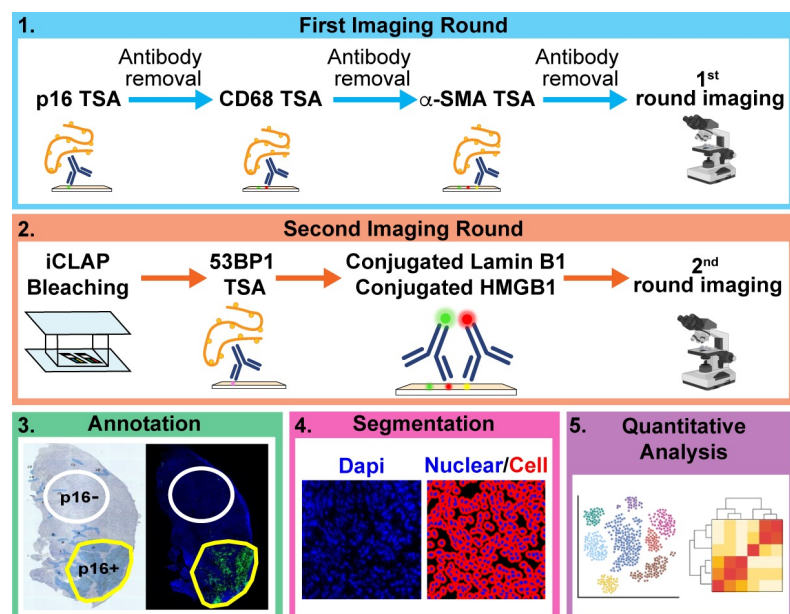 1.
First Imaging Round
Antibody removal
Antibody removal
Antibody removal
p16 TSA
CD68 TSA
α-SMA TSA
1st
round imaging
2.
Second Imaging Round
iCLAP
Bleaching
53BP1
TSA
Conjugated Lamin B1
Conjugated HMGB1
2nd
round imaging
3.
Annotation
p16-
p16+
4.
Segmentation
Dapi
Nuclear/Cell
5.
Quantitative
Analysis